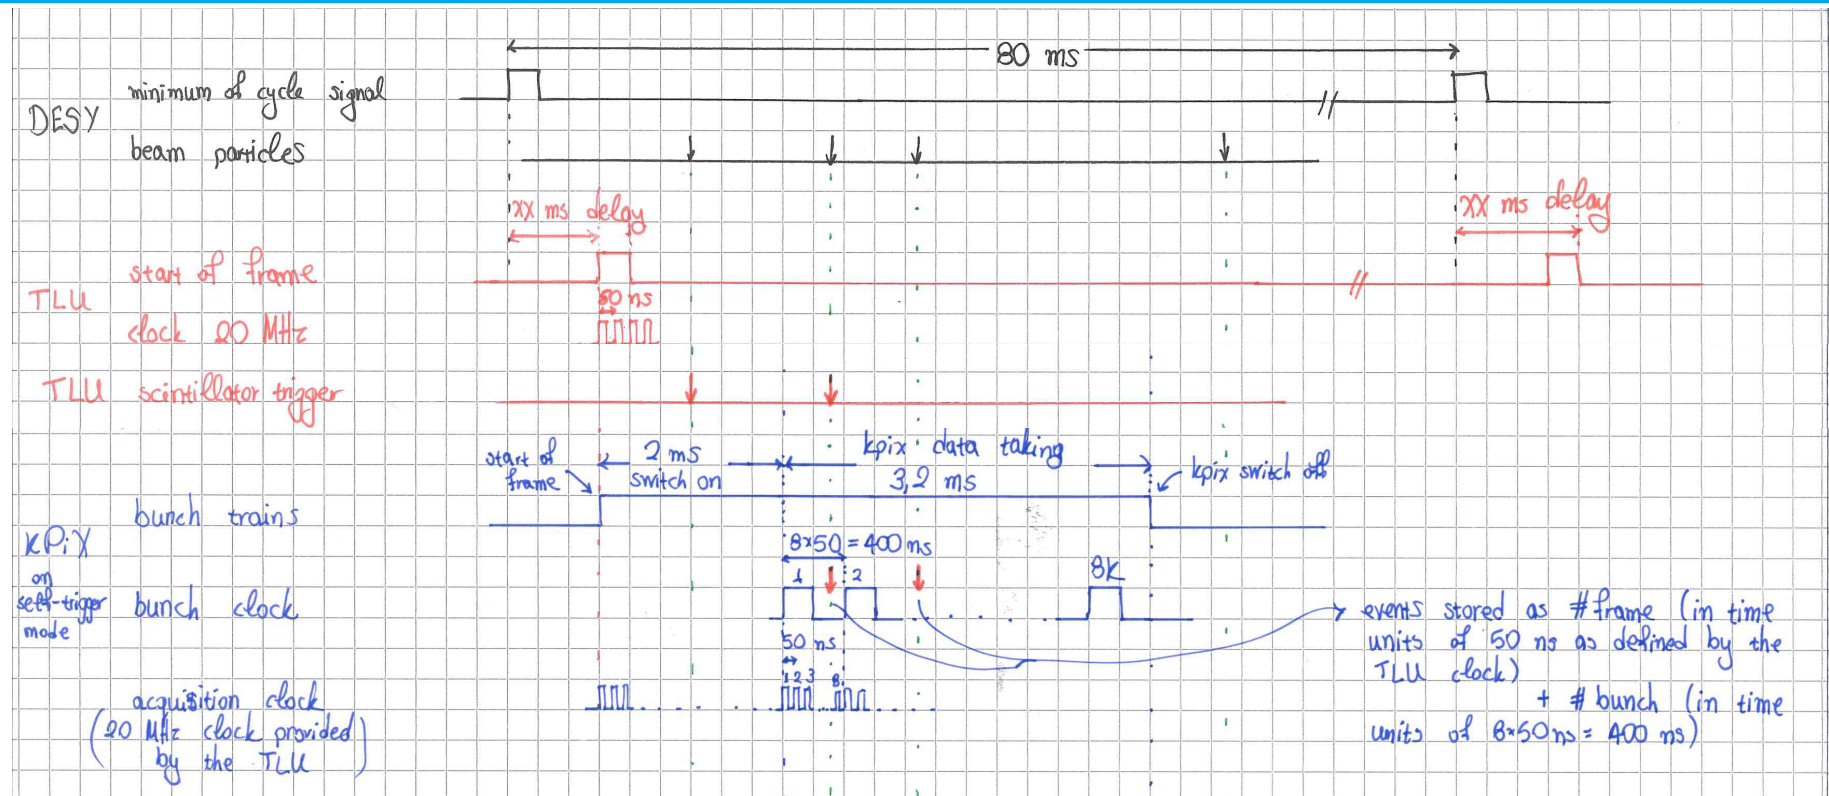 80 ms
DESY
minimum of cycle signal
beam particles
xx ms delay
xx ms delay
TLU
start of frame
50 ns
clock 20 MHz
TLU scintillator trigger
start of
frame
2 ms
switch on
kpix data taking
3,2 ms
kpix switch off
KPiX
on
self-trigger
mode
bunch trains
8×50 = 400 ns
1 2 8K
bunch clock
50 ns
1 2 3 8
acquisition clock
(20 MHz clock provided
by the TLU)
events stored as #frame (in time
units of 50 ns as defined by the
TLU clock)
+ # bunch (in time
units of 8×50ns = 400 ns)